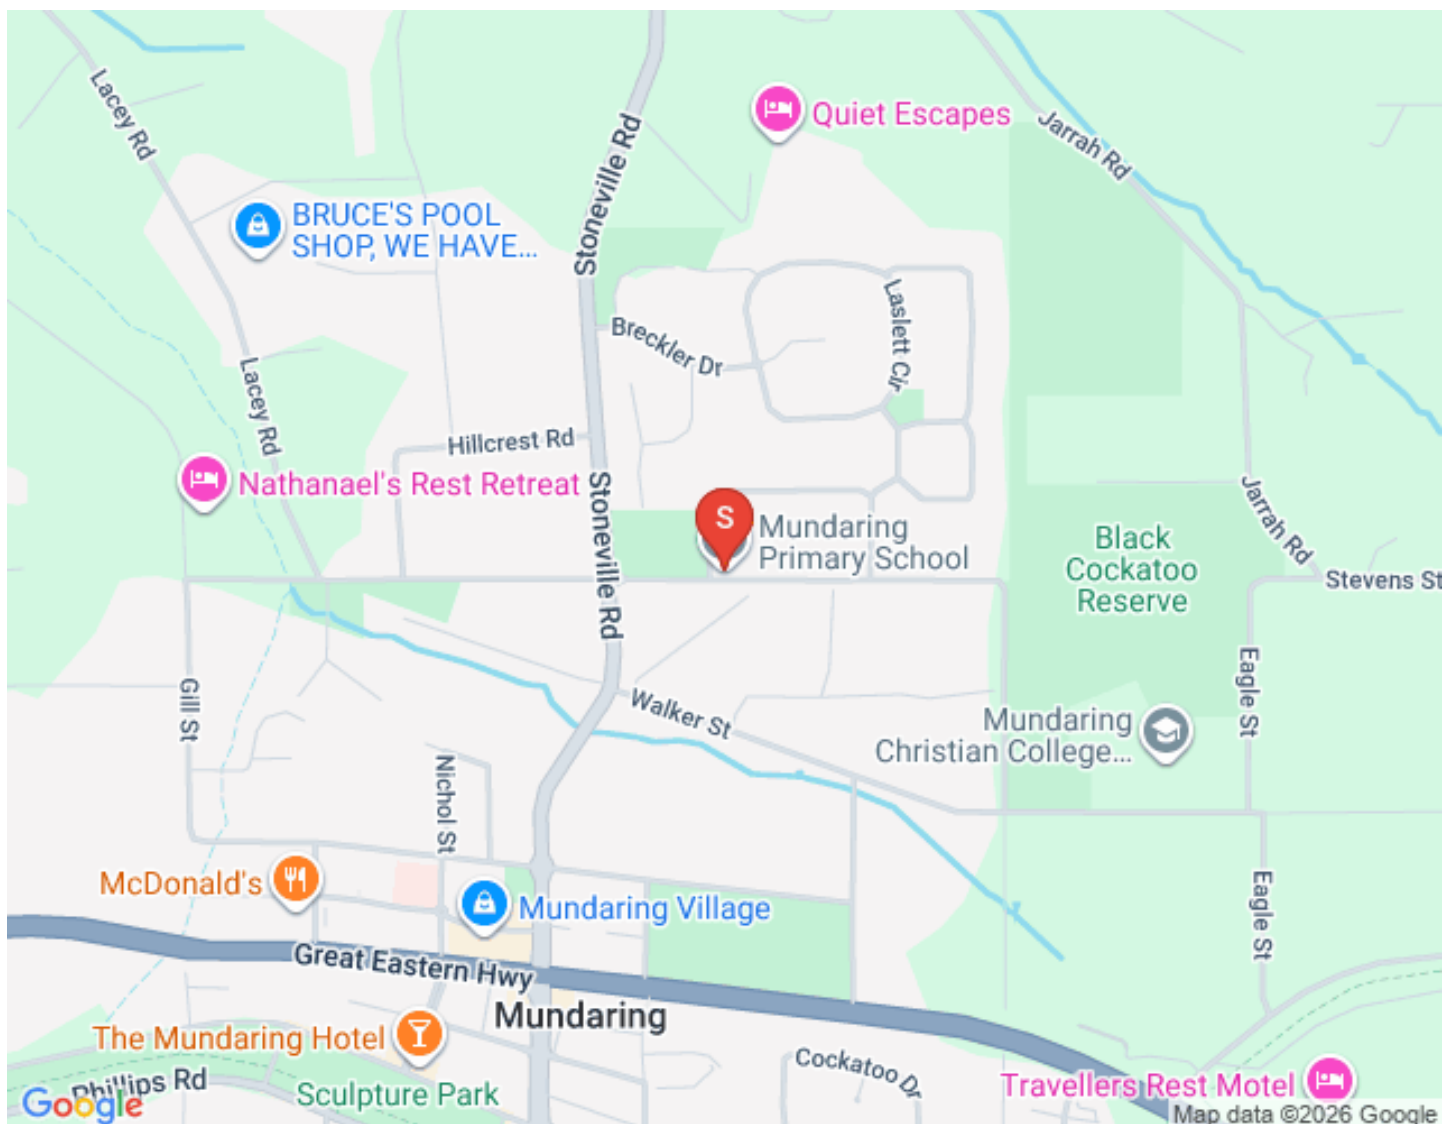 Lacey Rd
Stoneville Rd
Quiet Escapes
Jarrah Rd
BRUCE'S POOL
SHOP, WE HAVE...
Laslett Cir
Breckler Dr
Lacey Rd
Hillcrest Rd
Nathanael's Rest Retreat
Stoneville Rd
S
Mundaring
Primary School
Jarrah Rd
Black
Cockatoo
Reserve
Stevens St
Gill St
Walker St
Eagle St
Mundaring
Christian College...
Nichol St
McDonald's
Mundaring Village
Eagle St
Great Eastern Hwy
Mundaring
The Mundaring Hotel
Cockatoo Dr
Phillips Rd
Sculpture Park
Travellers Rest Motel
Google
Map data ©2026 Google